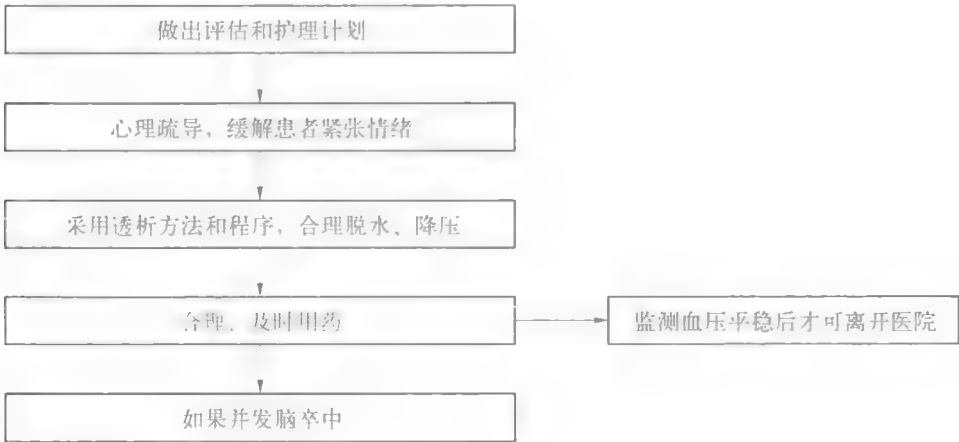 做出评估和护理计划
心理疏导，缓解患者紧张情绪
采用透析方法和程序，合理脱水、降压
合理、及时用药
监测血压平稳后才可离开医院
如果并发脑卒中